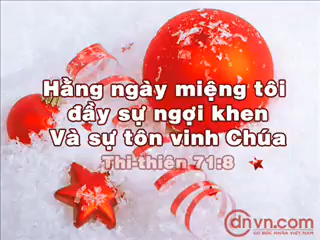 Hằng ngày miệng tôi
đầy sự ngợi khen
Và sự tôn vinh Chúa
Thi-thiên 71:8
dnvn.com